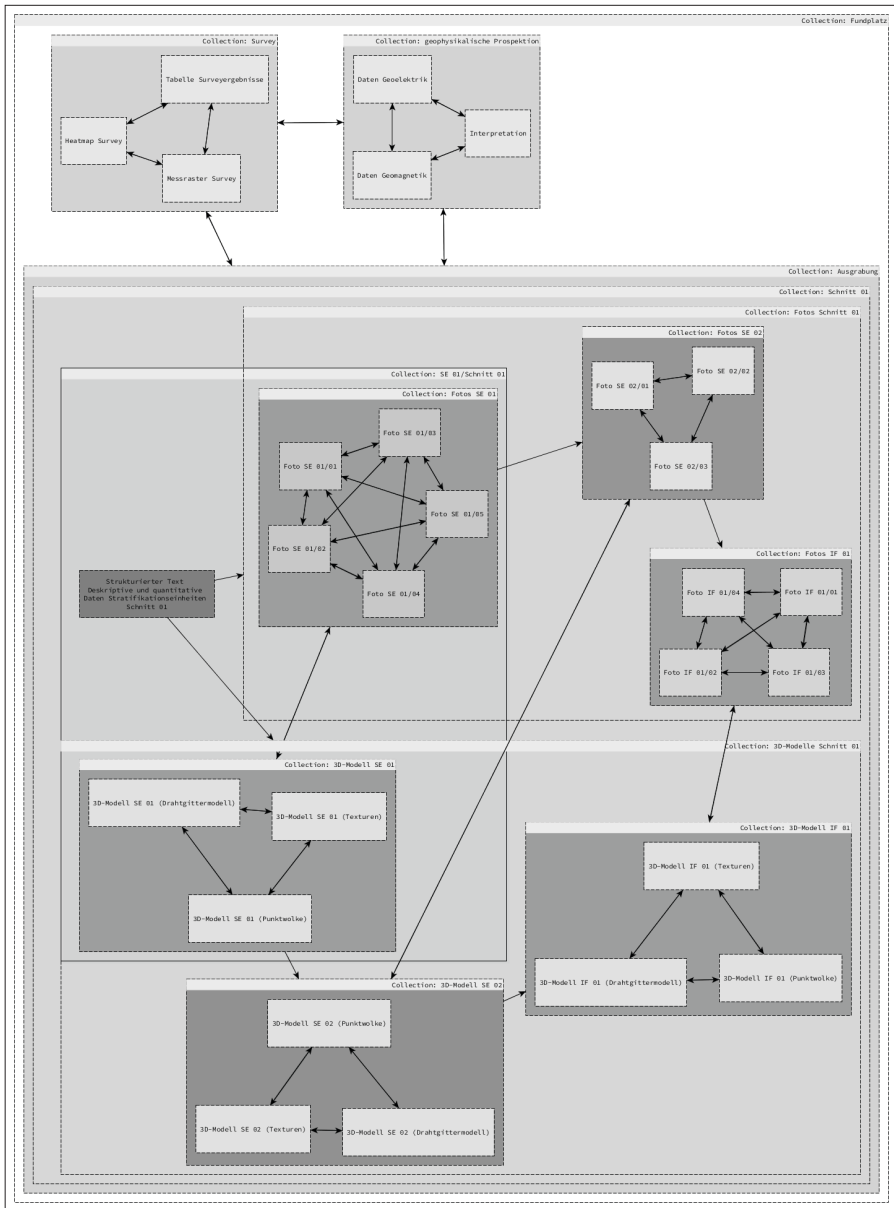 Collection: Fundplatz
Collection: Survey
Tabelle Surveyergebnisse
Heatmap Survey
Messraster Survey
Collection: geophysikalische Prospektion
Daten Geoelektrik
Interpretation
Daten Geomagnetik
Collection: Ausgrabung
Collection: Schnitt 01
Collection: Fotos Schnitt 01
Collection: Fotos SE 02
Foto SE 02/01
Foto SE 02/02
Foto SE 02/03
Collection: SE 01/Schnitt 01
Collection: Fotos SE 01
Foto SE 01/03
Foto SE 01/01
Foto SE 01/05
Foto SE 01/02
Foto SE 01/04
Collection: Fotos IF 01
Foto IF 01/04
Foto IF 01/01
Foto IF 01/02
Foto IF 01/03
Strukturierter Text
Deskriptive und quantitative
Daten Stratifikationseinheiten
Schnitt 01
Collection: 3D-Modelle Schnitt 01
Collection: 3D-Modell SE 01
3D-Modell SE 01 (Drahtgittermodell)
3D-Modell SE 01 (Texturen)
3D-Modell SE 01 (Punktwolke)
Collection: 3D-Modell IF 01
3D-Modell IF 01 (Texturen)
3D-Modell IF 01 (Drahtgittermodell)
3D-Modell IF 01 (Punktwolke)
Collection: 3D-Modell SE 02
3D-Modell SE 02 (Punktwolke)
3D-Modell SE 02 (Texturen)
3D-Modell SE 02 (Drahtgittermodell)